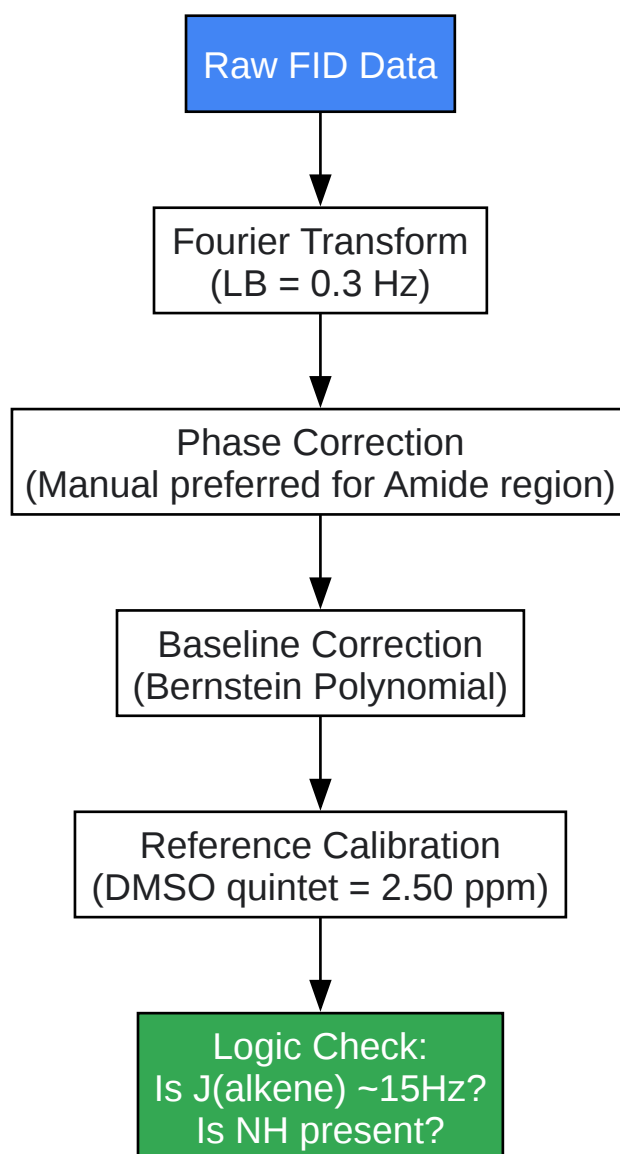 Raw FID Data
Fourier Transform
(LB = 0.3 Hz)
Phase Correction
(Manual preferred for Amide region)
Baseline Correction
(Bernstein Polynomial)
Reference Calibration
(DMSO quintet = 2.50 ppm)
Logic Check:
Is J(alkene) ~15Hz?
Is NH present?